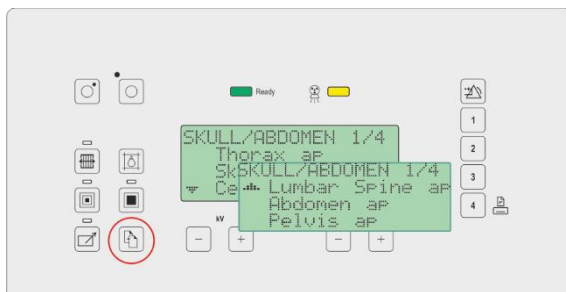 Ready
SKULL/ABDOMEN 1/4
Thorax ap
Sk
Ce
SKULL/ABDOMEN 1/4
Lumbar Spine ap
Abdomen ap
Pelvis ap
kV
- + - +
1
2
3
4